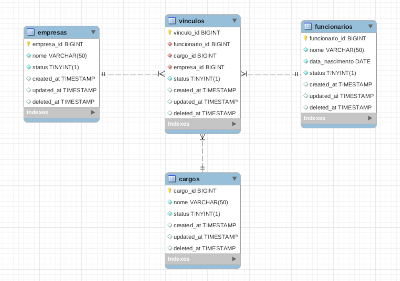 empresas
empresa_id BIGINT
nome VARCHAR(50)
status TINYINT(1)
created_at TIMESTAMP
updated_at TIMESTAMP
deleted_at TIMESTAMP
Indexes
vinculos
vinculo_id BIGINT
funcionario_id BIGINT
cargo_id BIGINT
empresa_id BIGINT
status TINYINT(1)
created_at TIMESTAMP
updated_at TIMESTAMP
deleted_at TIMESTAMP
Indexes
funcionarios
funcionario_id BIGINT
nome VARCHAR(50)
data_nascimento DATE
status TINYINT(1)
created_at TIMESTAMP
updated_at TIMESTAMP
deleted_at TIMESTAMP
Indexes
cargos
cargo_id BIGINT
nome VARCHAR(50)
status TINYINT(1)
created_at TIMESTAMP
updated_at TIMESTAMP
deleted_at TIMESTAMP
Indexes